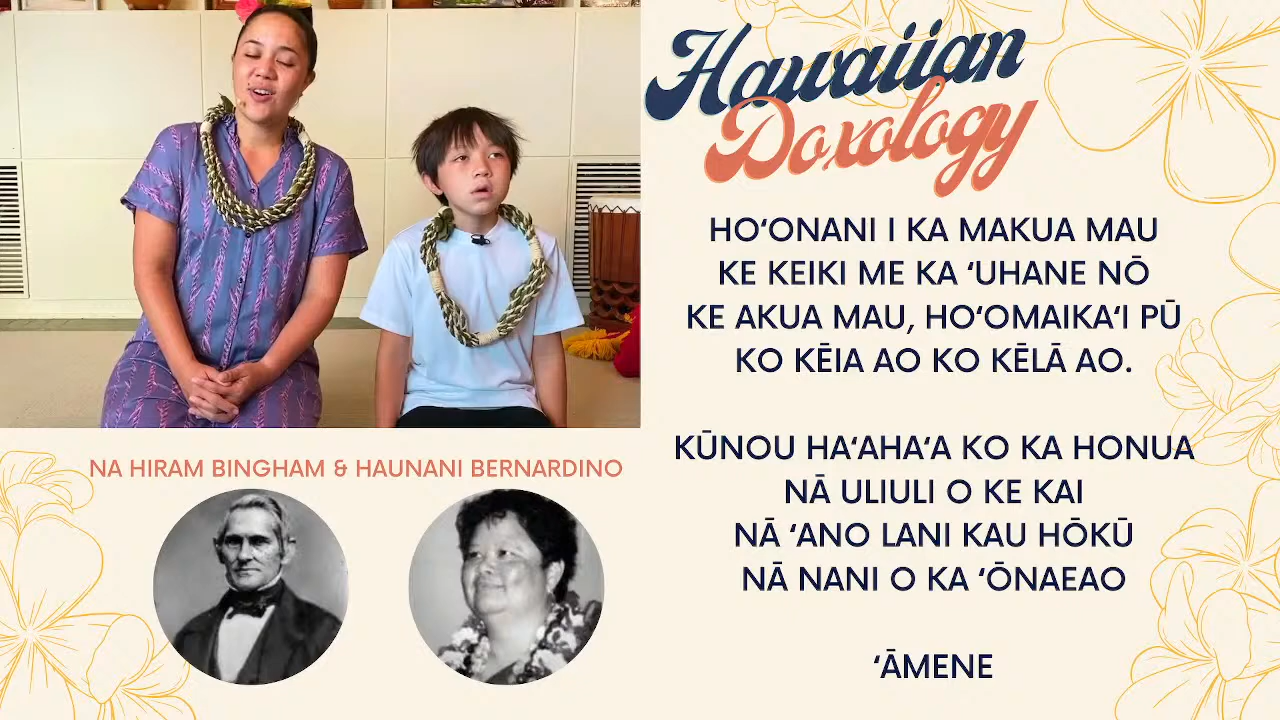 Hawaiian
Doxology
HOʻONANI I KA MAKUA MAU
KE KEIKI ME KA ʻUHANE NŌ
KE AKUA MAU, HOʻOMAIKAʻI PŪ
KO KĒIA AO KO KĒLĀ AO.
KŪNOU HAʻAHAʻA KO KA HONUA
NĀ ULIULI O KE KAI
NĀ ʻANO LANI KAU HŌKŪ
NĀ NANI O KA ʻŌNAEAO
ʻĀMENE
NA HIRAM BINGHAM & HAUNANI BERNARDINO